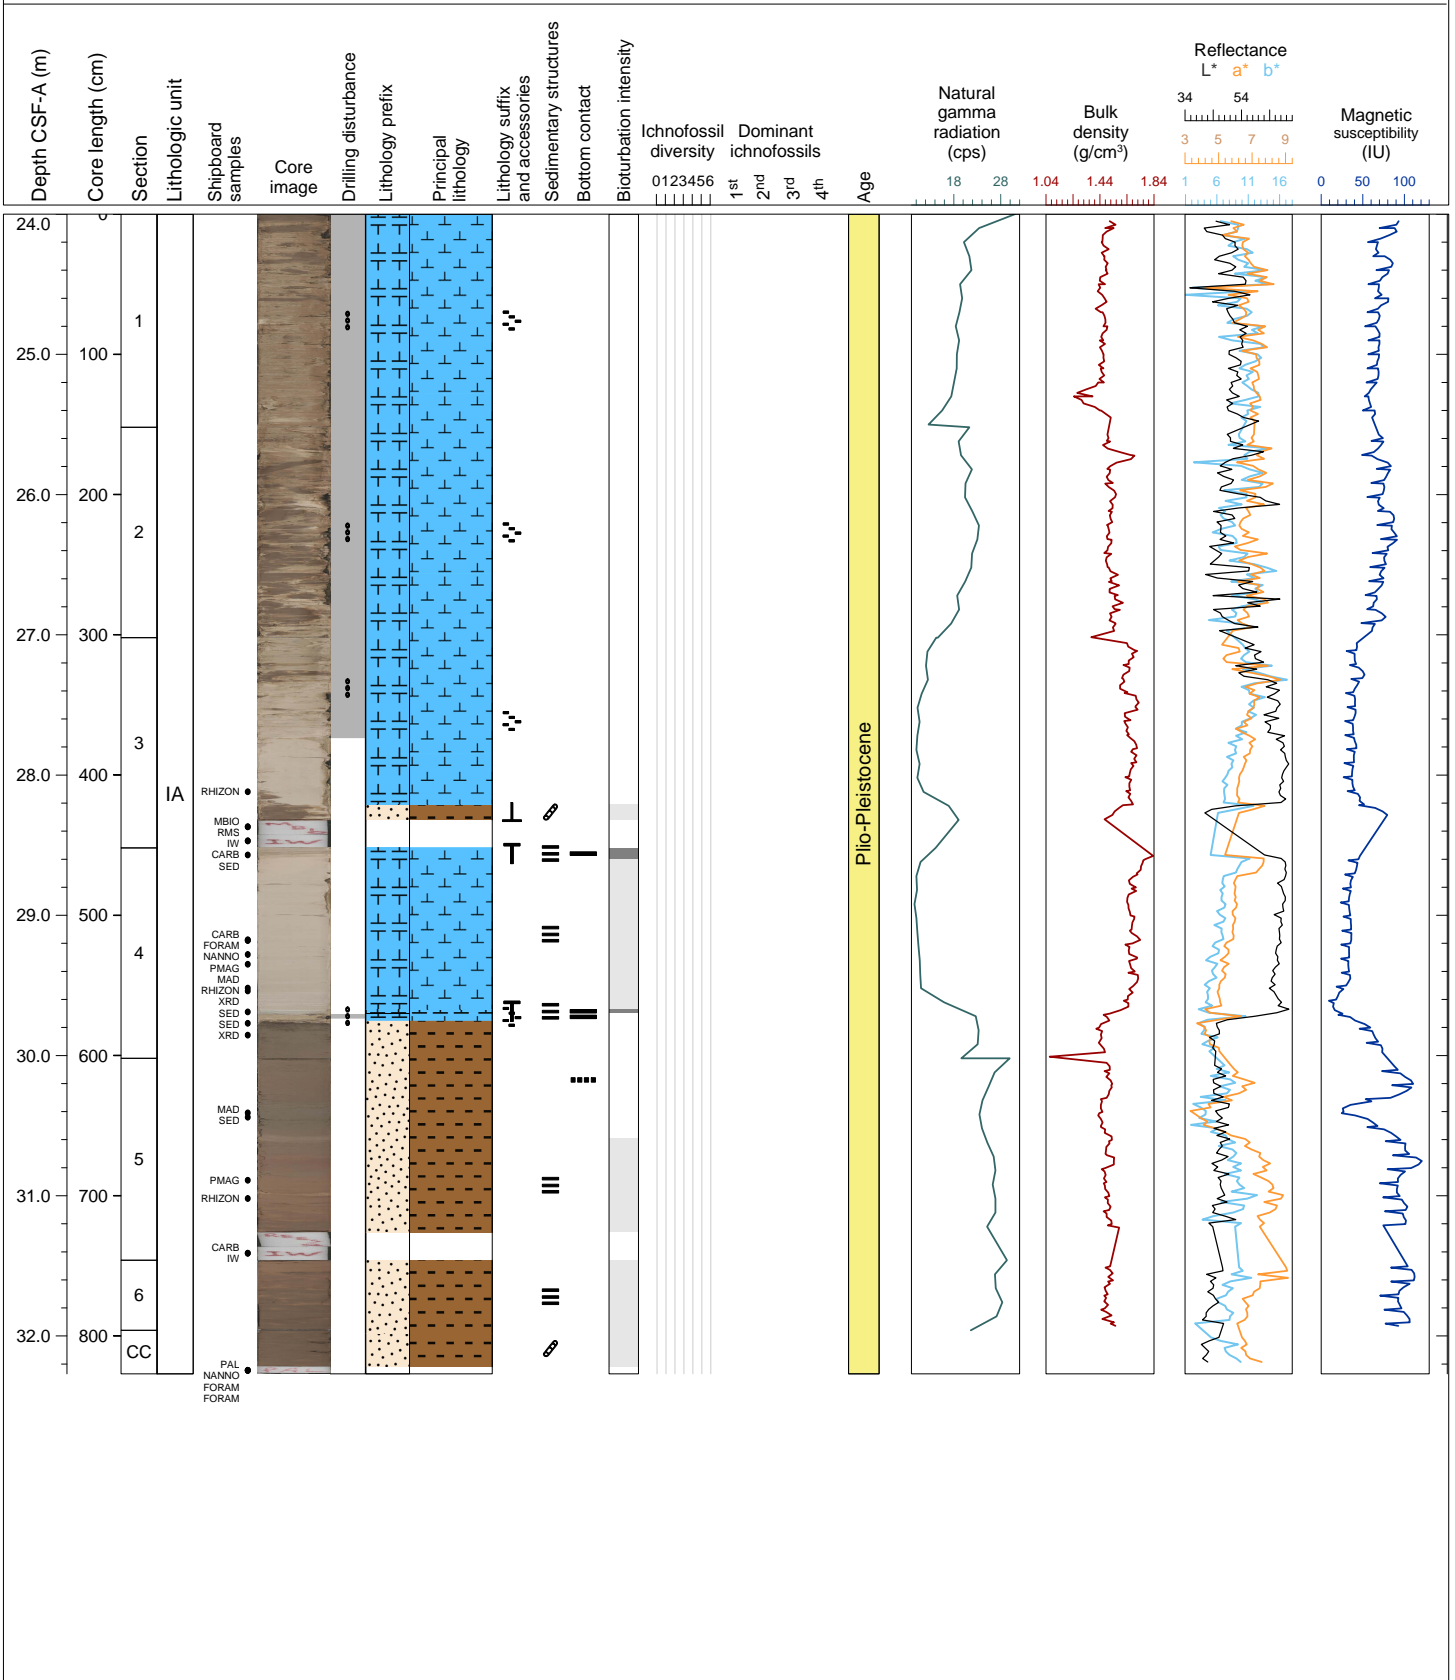 Depth CSF-A (m)
Core length (cm)
Section
Lithologic unit
Shipboard
samples
Core
image
Drilling disturbance
Lithology prefix
Principal
lithology
Lithology suffix
and accessories
Sedimentary structures
Bottom contact
Bioturbation intensity
Ichnofossil
diversity
0123456
Dominant
ichnofossils
1st 2nd 3rd 4th
Age
Natural
gamma
radiation
(cps)
18 28
Bulk
density
(g/cm³)
1.04 1.44 1.84
Reflectance
L* a* b*
34 54
3 5 7 9
1 6 11 16
Magnetic
susceptibility
(IU)
0 50 100
24.0 0
1
25.0 100
26.0 200
2
27.0 300
3
28.0 400
IA
RHIZON
MBIO
RMS
IW
CARB
SED
29.0 500
CARB
FORAM
NANNO
4
PMAG
MAD
RHIZON
XRD
SED
SED
XRD
30.0 600
MAD
SED
5
PMAG
31.0 700
RHIZON
CARB
IW
IW
IW
6
32.0 800
CC
PAL
NANNO
FORAM
FORAM
Plio-Pleistocene